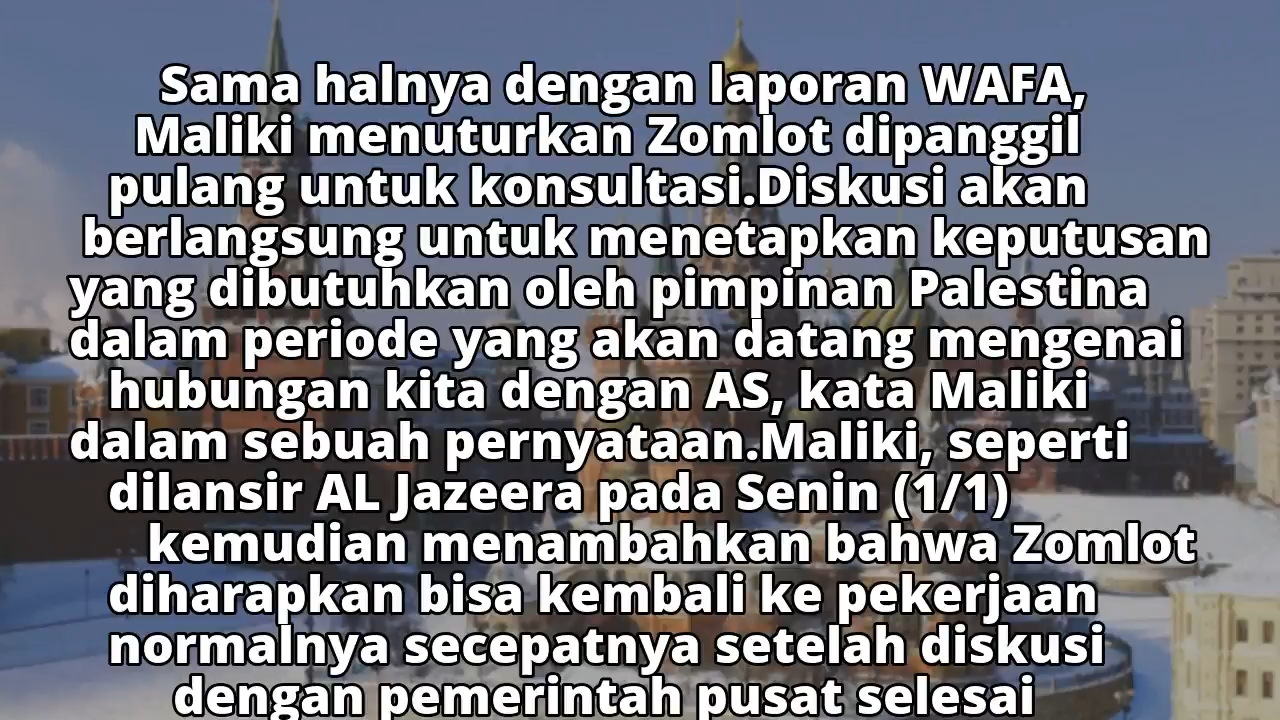 Sama halnya dengan laporan WAFA,
Maliki menuturkan Zomlot dipanggil
pulang untuk konsultasi.Diskusi akan
berlangsung untuk menetapkan keputusan
yang dibutuhkan oleh pimpinan Palestina
dalam periode yang akan datang mengenai
hubungan kita dengan AS, kata Maliki
dalam sebuah pernyataan.Maliki, seperti
dilansir AL Jazeera pada Senin (1/1)
kemudian menambahkan bahwa Zomlot
diharapkan bisa kembali ke pekerjaan
normalnya secepatnya setelah diskusi
dengan pemerintah pusat selesai